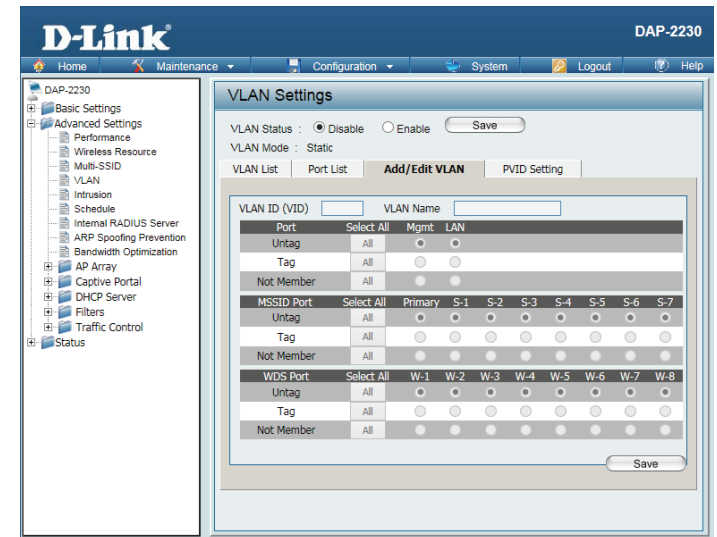 D-Link®
DAP-2230
Home Maintenance Configuration System Logout Help
DAP-2230
Basic Settings
Advanced Settings
Performance
Wireless Resource
Multi-SSID
VLAN
Intrusion
Schedule
Internal RADIUS Server
ARP Spoofing Prevention
Bandwidth Optimization
AP Array
Captive Portal
DHCP Server
Filters
Traffic Control
Status
VLAN Settings
VLAN Status : Disable Enable Save
VLAN Mode : Static
VLAN List Port List Add/Edit VLAN PVID Setting
VLAN ID (VID) VLAN Name
Port Select All Mgmt LAN
Untag All
Tag All
Not Member All
MSSID Port Select All Primary S-1 S-2 S-3 S-4 S-5 S-6 S-7
Untag All
Tag All
Not Member All
WDS Port Select All W-1 W-2 W-3 W-4 W-5 W-6 W-7 W-8
Untag All
Tag All
Not Member All
Save